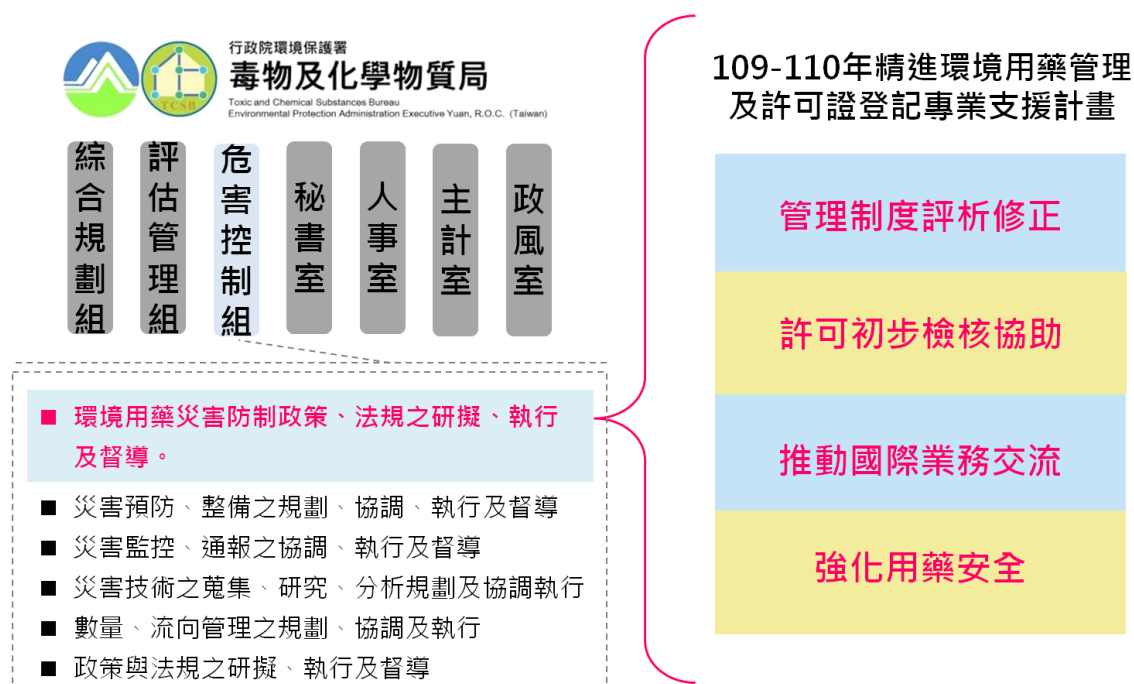 行政院環境保護署
毒物及化學物質局
Toxic and Chemical Substances Bureau
Environmental Protection Administration Executive Yuan, R.O.C. (Taiwan)
TCSB
綜合規劃組
評估管理組
危害控制組
秘書室
人事室
主計室
政風室
■ 環境用藥災害防制政策、法規之研擬、執行
及督導。
■ 災害預防、整備之規劃、協調、執行及督導
■ 災害監控、通報之協調、執行及督導
■ 災害技術之蒐集、研究、分析規劃及協調執行
■ 數量、流向管理之規劃、協調及執行
■ 政策與法規之研擬、執行及督導
109-110年精進環境用藥管理
及許可證登記專業支援計畫
管理制度評析修正
許可初步檢核協助
推動國際業務交流
強化用藥安全